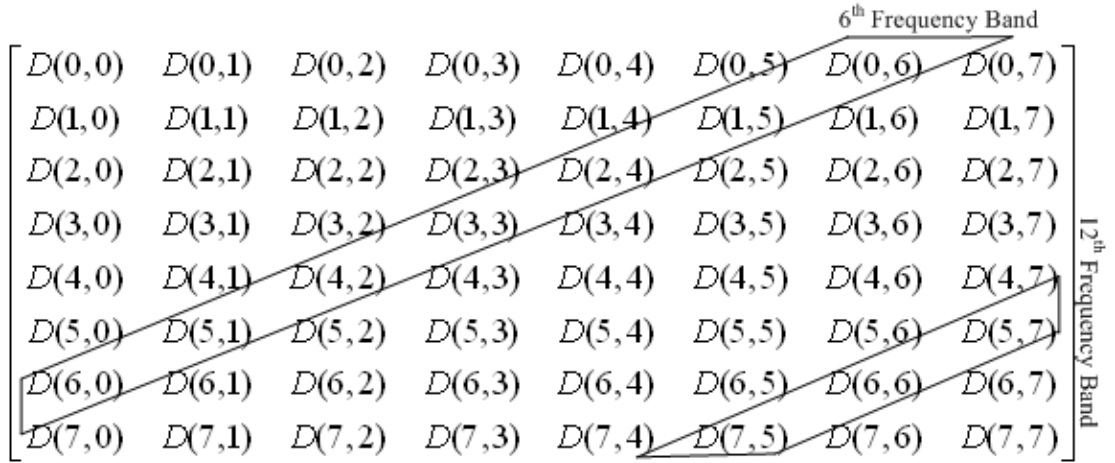 6th Frequency Band
D(0,0) D(0,1) D(0,2) D(0,3) D(0,4) D(0,5) D(0,6) D(0,7)
D(1,0) D(1,1) D(1,2) D(1,3) D(1,4) D(1,5) D(1,6) D(1,7)
D(2,0) D(2,1) D(2,2) D(2,3) D(2,4) D(2,5) D(2,6) D(2,7)
D(3,0) D(3,1) D(3,2) D(3,3) D(3,4) D(3,5) D(3,6) D(3,7)
D(4,0) D(4,1) D(4,2) D(4,3) D(4,4) D(4,5) D(4,6) D(4,7)
D(5,0) D(5,1) D(5,2) D(5,3) D(5,4) D(5,5) D(5,6) D(5,7)
D(6,0) D(6,1) D(6,2) D(6,3) D(6,4) D(6,5) D(6,6) D(6,7)
D(7,0) D(7,1) D(7,2) D(7,3) D(7,4) D(7,5) D(7,6) D(7,7)
12th Frequency Band